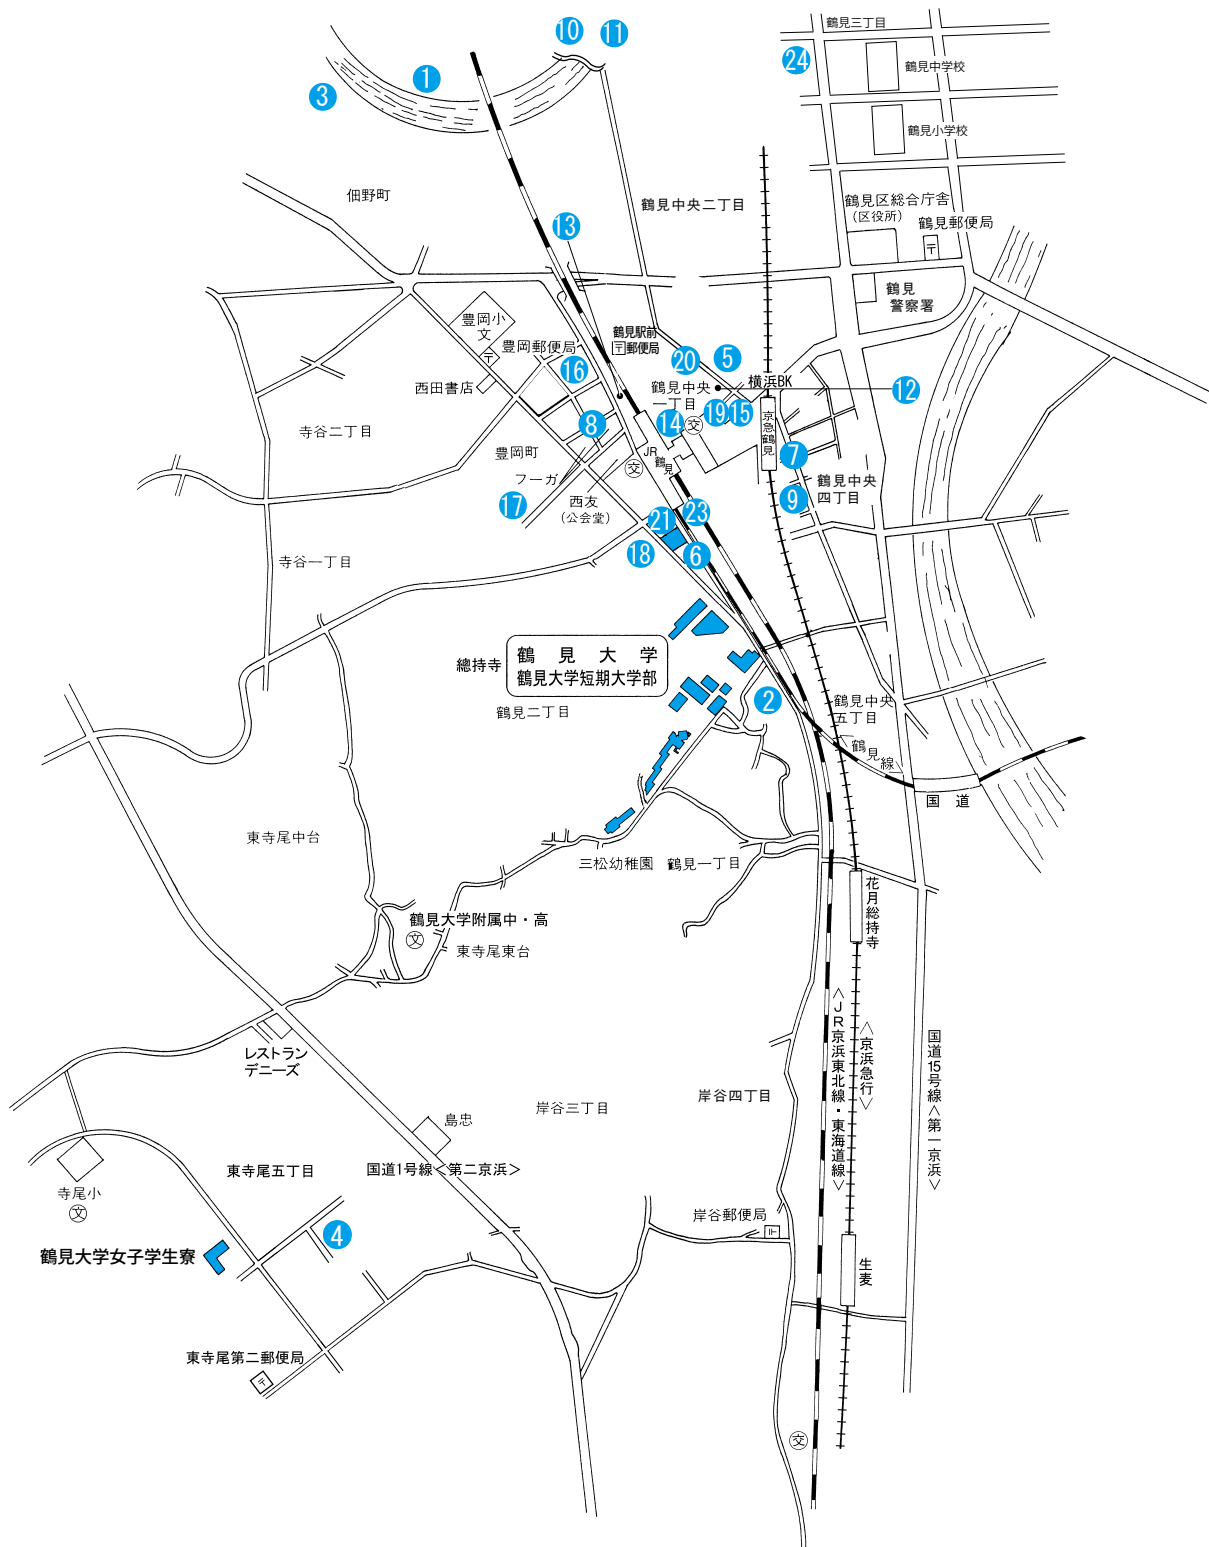 鶴見三丁目
10
11
24
鶴見中学校
1
3
鶴見小学校
佃野町
鶴見中央二丁目
鶴見区総合庁舎
(区役所)
鶴見郵便局
〒
13
鶴見
警察署
豊岡小
文
鶴見駅前
〒郵便局
豊岡郵便局
〒
20
5
16
西田書店
鶴見中央
一丁目
横浜BK
12
19
15
14
交
8
寺谷二丁目
京急鶴見
豊岡町
JR
鶴見
7
交
フーガ
鶴見中央
四丁目
17
西友
(公会堂)
9
21
23
18
6
寺谷一丁目
鶴見大学
鶴見大学短期大学部
總持寺
鶴見二丁目
2
鶴見中央
五丁目
鶴見線
国道
東寺尾中台
三松幼稚園
鶴見一丁目
花月総持寺
鶴見大学附属中・高
文
東寺尾東台
<JR京浜東北線・東海道線>
<京浜急行>
国道15号線<第一京浜>
レストラン
デニーズ
岸谷四丁目
岸谷三丁目
島忠
東寺尾五丁目
国道1号線<第二京浜>
寺尾小
文
岸谷郵便局
〒
4
鶴見大学女子学生寮
生麦
東寺尾第二郵便局
〒
交